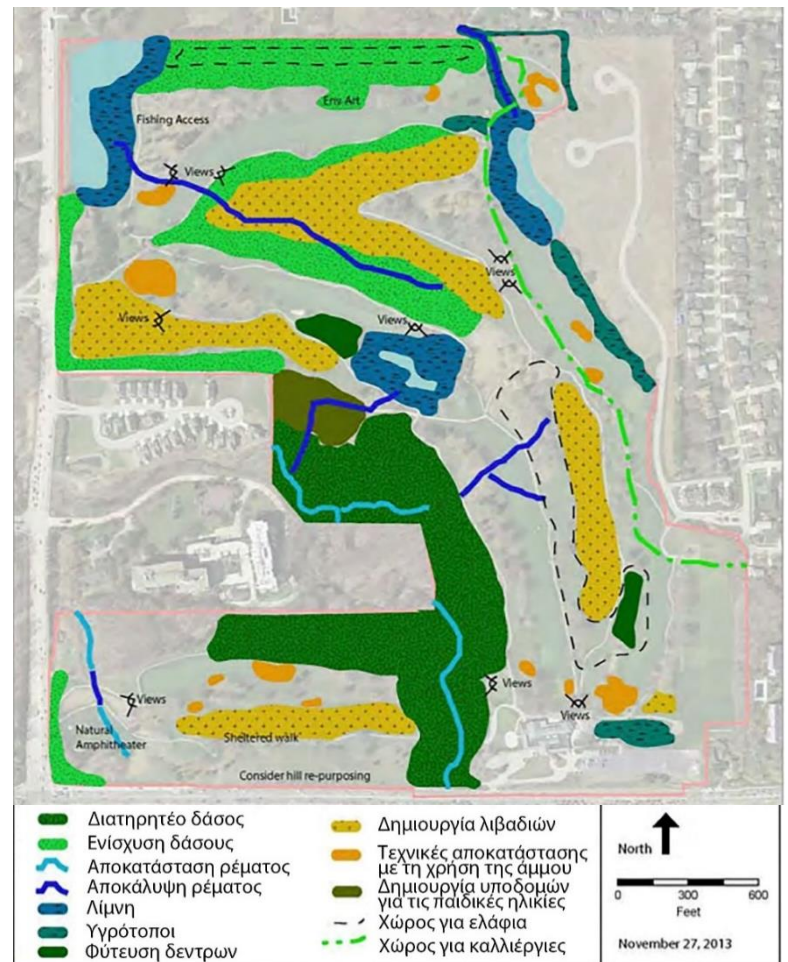 Erns Art
Fishing Access
Views
Views
Views
Views
Views
Views
Views
Natural
Amphitheater
Sheltered walk
Consider hill re-purposing
Διατηρητέο δάσος
Ενίσχυση δάσους
Αποκατάσταση ρέματος
Αποκάλυψη ρέματος
Λίμνη
Υγρότοποι
Φύτευση δεντρων
Δημιουργία λιβαδιών
Τεχνικές αποκατάστασης
με τη χρήση της άμμου
Δημιουργία υποδομών
για τις παιδικές ηλικίες
Χώρος για ελάφια
Χώρος για καλλιέργιες
North
0 300 600
Feet
November 27, 2013